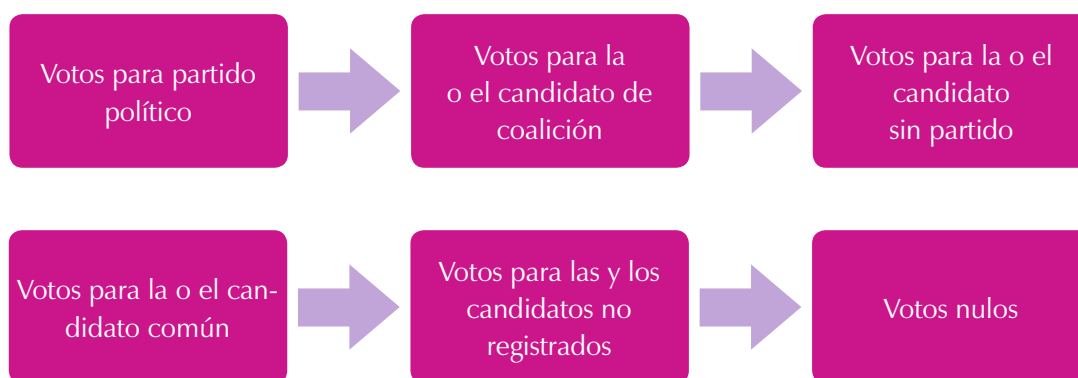 Votos para partido
político
Votos para la
o el candidato de
coalición
Votos para la o el
candidato
sin partido
Votos para la o el can-
didato común
Votos para las y los
candidatos no
registrados
Votos nulos